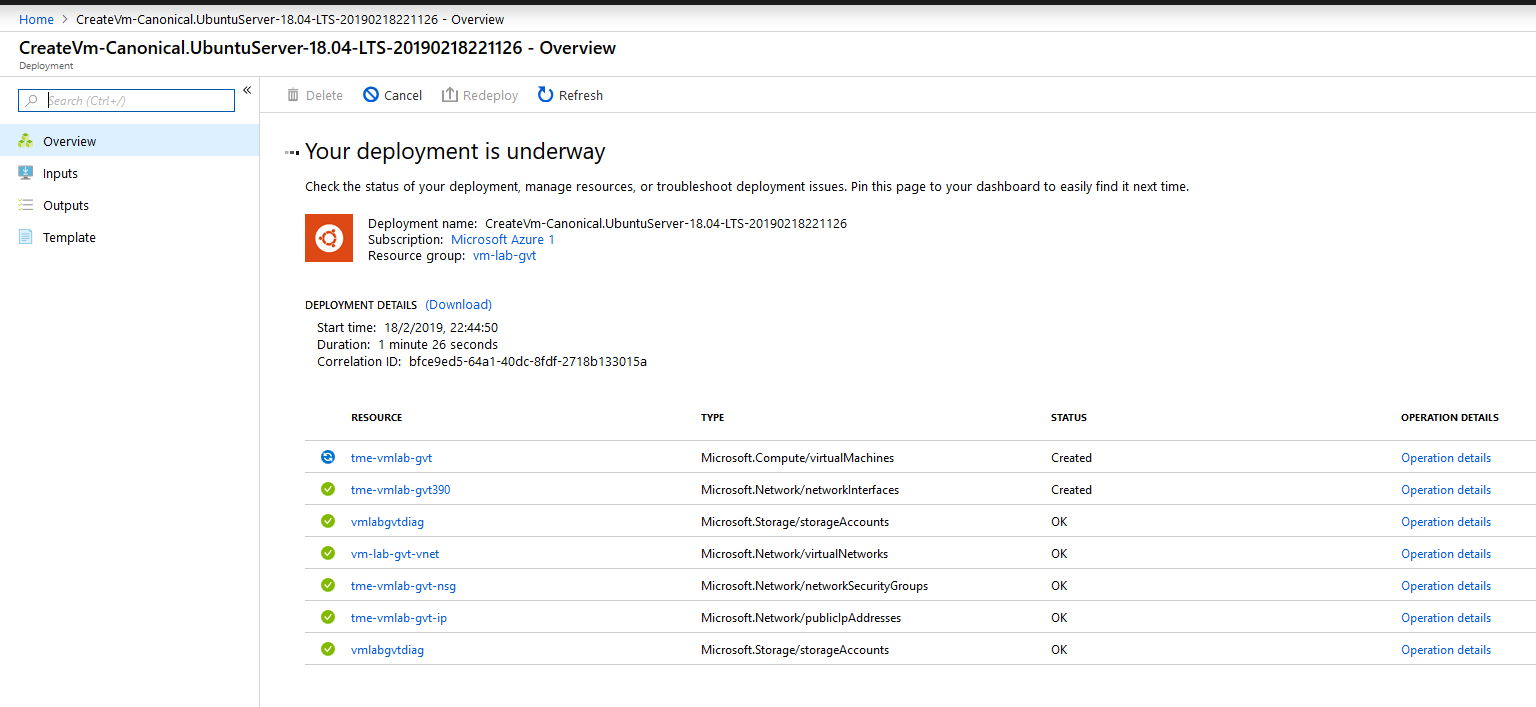 Home > CreateVm-Canonical.UbuntuServer-18.04-LTS-20190218221126 - Overview
CreateVm-Canonical.UbuntuServer-18.04-LTS-20190218221126 - Overview
Deployment
Search (Ctrl+/)
«
Overview
Inputs
Outputs
Template
Delete Cancel Redeploy Refresh
Your deployment is underway
Check the status of your deployment, manage resources, or troubleshoot deployment issues. Pin this page to your dashboard to easily find it next time.
Deployment name: CreateVm-Canonical.UbuntuServer-18.04-LTS-20190218221126
Subscription: Microsoft Azure 1
Resource group: vm-lab-gvt
DEPLOYMENT DETAILS (Download)
Start time: 18/2/2019, 22:44:50
Duration: 1 minute 26 seconds
Correlation ID: bfce9ed5-64a1-40dc-8fdf-2718b133015a
RESOURCE TYPE STATUS OPERATION DETAILS
tme-vmlab-gvt Microsoft.Compute/virtualMachines Created Operation details
tme-vmlab-gvt390 Microsoft.Network/networkInterfaces Created Operation details
vmlabgvtdiag Microsoft.Storage/storageAccounts OK Operation details
vm-lab-gvt-vnet Microsoft.Network/virtualNetworks OK Operation details
tme-vmlab-gvt-nsg Microsoft.Network/networkSecurityGroups OK Operation details
tme-vmlab-gvt-ip Microsoft.Network/publicIpAddresses OK Operation details
vmlabgvtdiag Microsoft.Storage/storageAccounts OK Operation details